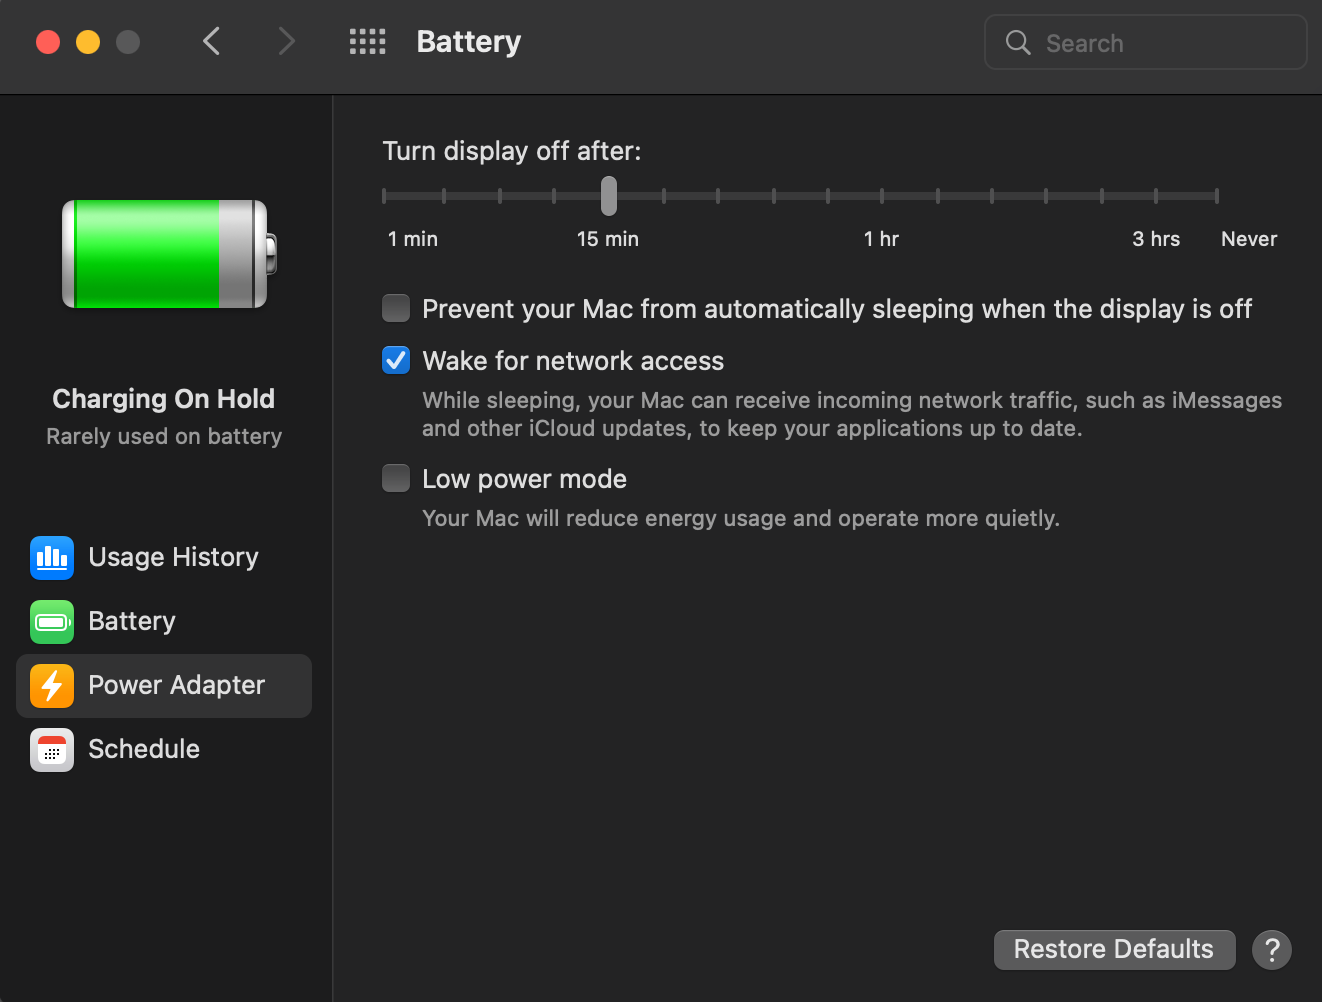 Battery
Search
Charging On Hold
Rarely used on battery
Usage History
Battery
Power Adapter
Schedule
Turn display off after:
1 min 15 min 1 hr 3 hrs Never
Prevent your Mac from automatically sleeping when the display is off
Wake for network access
While sleeping, your Mac can receive incoming network traffic, such as iMessages
and other iCloud updates, to keep your applications up to date.
Low power mode
Your Mac will reduce energy usage and operate more quietly.
Restore Defaults ?